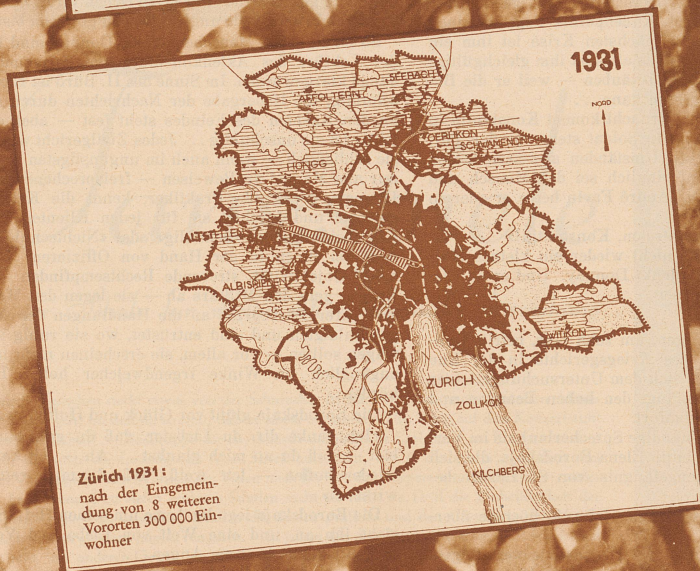 1931
NORD
SEEBACH
AFFOLTERN
OERLIKON
SCHWAMENDINGEN
HÖNGG
ALTSTETTEN
ALBISRIEDEN
WITIKON
ZÜRICH
ZOLLIKON
KILCHBERG
Zürich 1931:
nach der Eingemein-
dung von 8 weiteren
Vororten 300 000 Ein-
wohner